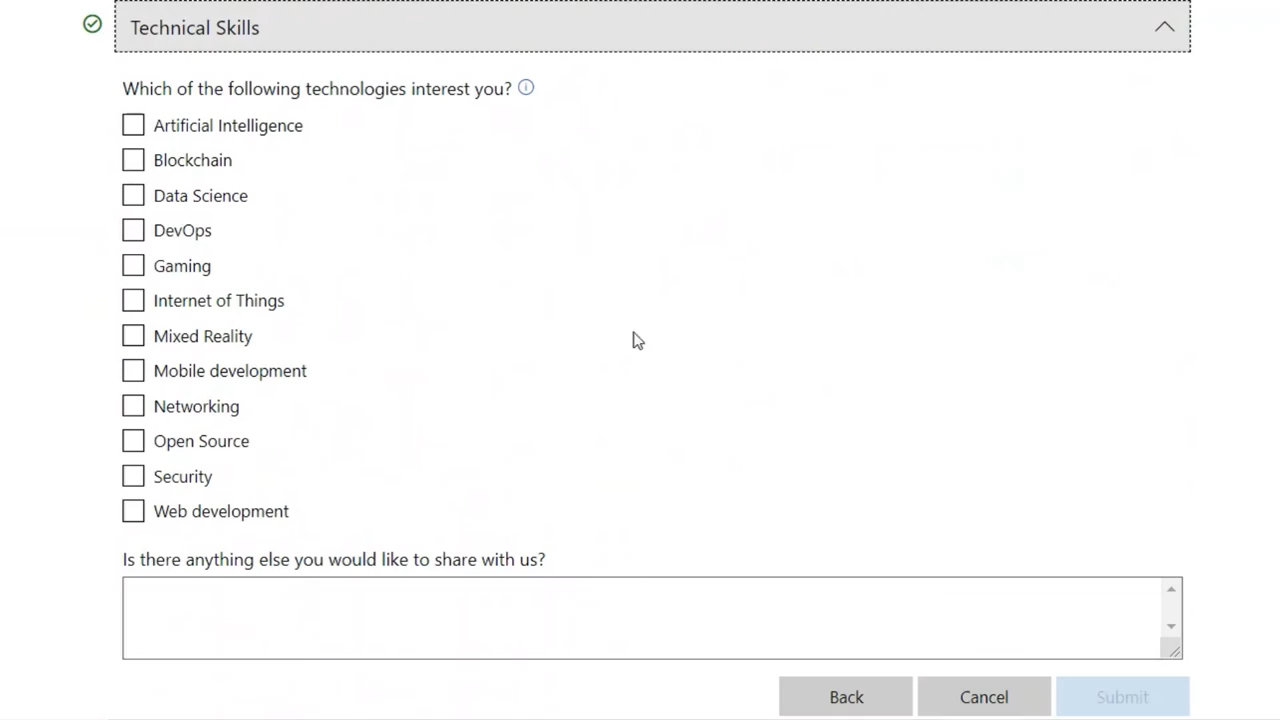 Technical Skills
Which of the following technologies interest you?
Artificial Intelligence
Blockchain
Data Science
DevOps
Gaming
Internet of Things
Mixed Reality
Mobile development
Networking
Open Source
Security
Web development
Is there anything else you would like to share with us?
Back Cancel Submit